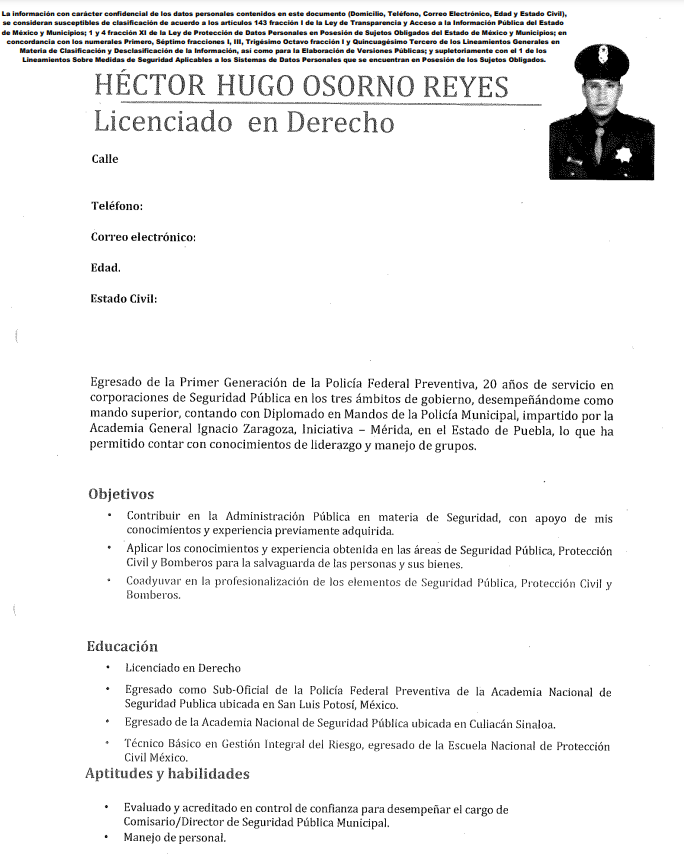 La información con carácter confidencial de los datos personales contenidos en este documento (Domicilio, Teléfono, Correo Electrónico, Edad y Estado Civil),
se consideran susceptibles de clasificación de acuerdo a los artículos 143 fracción I de la Ley de Transparencia y Acceso a la Información Pública del Estado
de México y Municipios; 1 y 4 fracción XI de la Ley de Protección de Datos Personales en Posesión de Sujetos Obligados del Estado de México y Municipios; en
concordancia con los numerales Primero, Séptimo fracciones I, III, Trigésimo Octavo fracción I y Quincuagésimo Tercero de los Lineamientos Generales en
Materia de Clasificación y Desclasificación de la Información, así como para la Elaboración de Versiones Públicas; y supletoriamente con el 1 de los
Lineamientos Sobre Medidas de Seguridad Aplicables a los Sistemas de Datos Personales que se encuentran en Posesión de los Sujetos Obligados.
HÉCTOR HUGO OSORNO REYES
Licenciado en Derecho
Calle
Teléfono:
Correo electrónico:
Edad.
Estado Civil:
Egresado de la Primer Generación de la Policía Federal Preventiva, 20 años de servicio en
corporaciones de Seguridad Pública en los tres ámbitos de gobierno, desempeñándome como
mando superior, contando con Diplomado en Mandos de la Policía Municipal, impartido por la
Academia General Ignacio Zaragoza, Iniciativa – Mérida, en el Estado de Puebla, lo que ha
permitido contar con conocimientos de liderazgo y manejo de grupos.
Objetivos
• Contribuir en la Administración Pública en materia de Seguridad, con apoyo de mis
conocimientos y experiencia previamente adquirida.
• Aplicar los conocimientos y experiencia obtenida en las áreas de Seguridad Pública, Protección
Civil y Bomberos para la salvaguarda de las personas y sus bienes.
• Coadyuvar en la profesionalización de los elementos de Seguridad Pública, Protección Civil y
Bomberos.
Educación
• Licenciado en Derecho
• Egresado como Sub-Oficial de la Policía Federal Preventiva de la Academia Nacional de
Seguridad Publica ubicada en San Luis Potosí, México.
• Egresado de la Academia Nacional de Seguridad Pública ubicada en Culiacán Sinaloa.
• Técnico Básico en Gestión Integral del Riesgo, egresado de la Escuela Nacional de Protección
Civil México.
Aptitudes y habilidades
• Evaluado y acreditado en control de confianza para desempeñar el cargo de
Comisario/Director de Seguridad Pública Municipal.
• Manejo de personal.